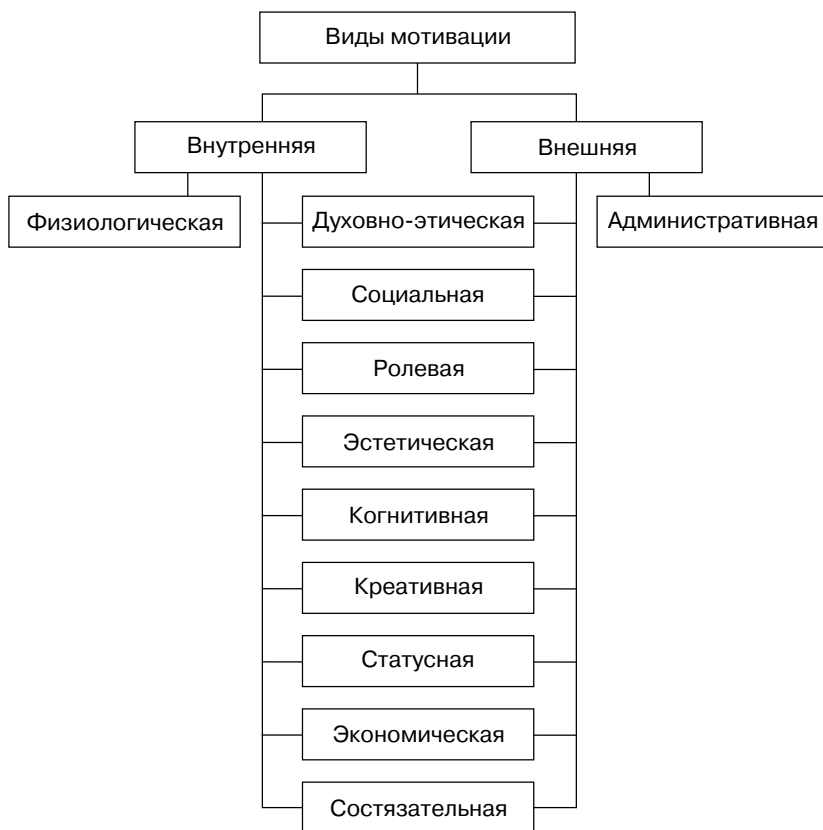 Виды мотивации
Внутренняя
Внешняя
Физиологическая
Духовно-этическая
Административная
Социальная
Ролевая
Эстетическая
Когнитивная
Креативная
Статусная
Экономическая
Состязательная